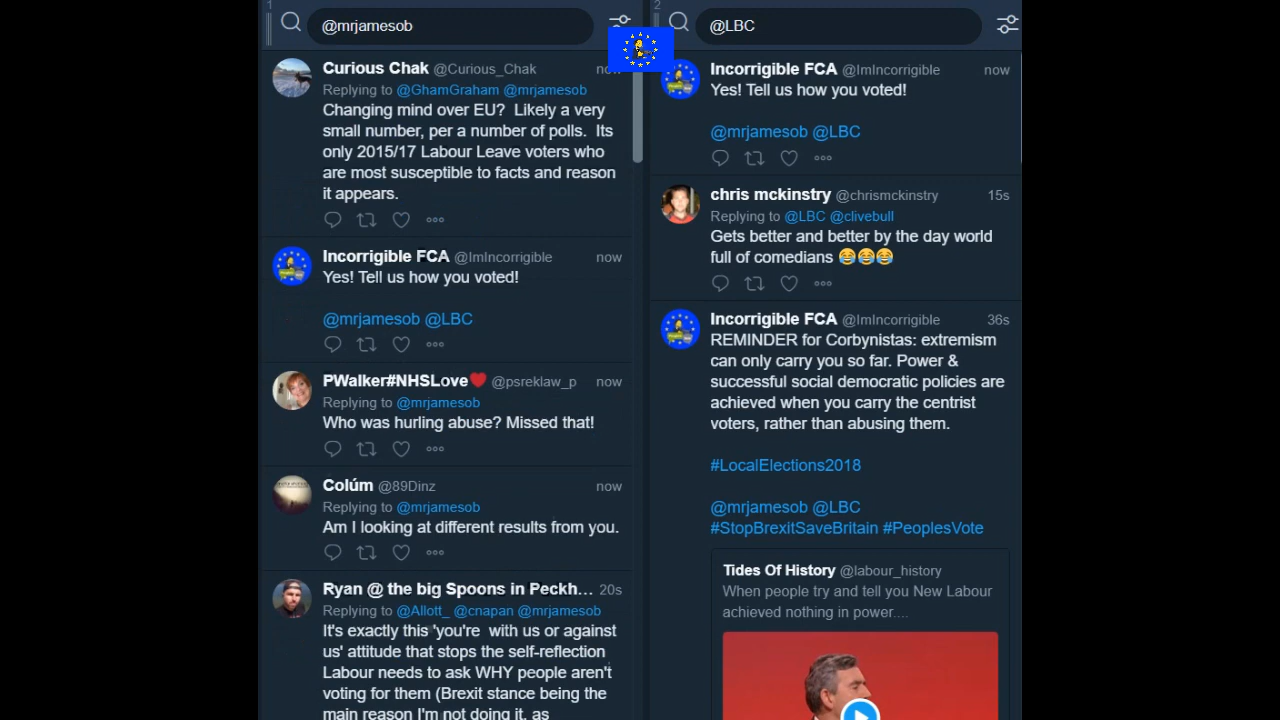 1
@mrjamesob
Curious Chak @Curious_Chak now
Replying to @GhamGraham @mrjamesob
Changing mind over EU? Likely a very
small number, per a number of polls. Its
only 2015/17 Labour Leave voters who
are most susceptible to facts and reason
it appears.
Incorrigible FCA @ImIncorrigible now
Yes! Tell us how you voted!
@mrjamesob @LBC
PWalker#NHSLove❤ @psreklaw_p now
Replying to @mrjamesob
Who was hurling abuse? Missed that!
Colúm @89Dinz now
Replying to @mrjamesob
Am I looking at different results from you.
Ryan @ the big Spoons in Peckh... 20s
Replying to @Allott_ @cnapan @mrjamesob
It's exactly this 'you're with us or against
us' attitude that stops the self-reflection
Labour needs to ask WHY people aren't
voting for them (Brexit stance being the
main reason I'm not doing it, as
2
@LBC
Incorrigible FCA @ImIncorrigible now
Yes! Tell us how you voted!
@mrjamesob @LBC
chris mckinstry @chrismckinstry 15s
Replying to @LBC @clivebull
Gets better and better by the day world
full of comedians 😂😂😂
Incorrigible FCA @ImIncorrigible 36s
REMINDER for Corbynistas: extremism
can only carry you so far. Power &
successful social democratic policies are
achieved when you carry the centrist
voters, rather than abusing them.
#LocalElections2018
@mrjamesob @LBC
#StopBrexitSaveBritain #PeoplesVote
Tides Of History @labour_history
When people try and tell you New Labour
achieved nothing in power....